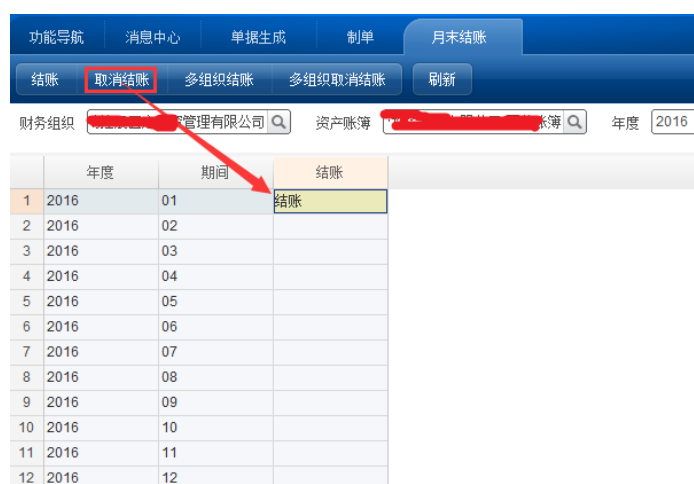 功能导航 消息中心 单据生成 制单 月末结账
结账 取消结账 多组织结账 多组织取消结账 刷新
财务组织 管理有限公司 资产账簿 账簿 年度 2016
年度 期间 结账
1 2016 01 结账
2 2016 02
3 2016 03
4 2016 04
5 2016 05
6 2016 06
7 2016 07
8 2016 08
9 2016 09
10 2016 10
11 2016 11
12 2016 12